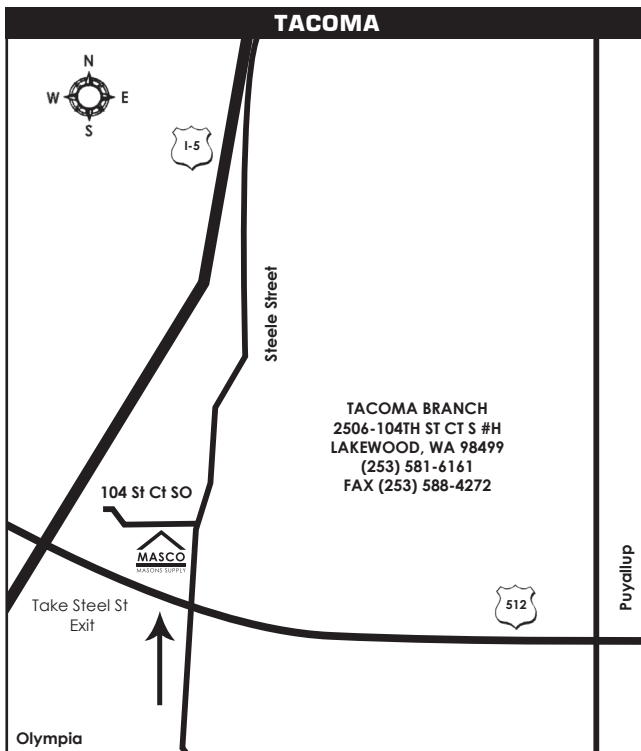 TACOMA
N
W
E
S
I-5
Steele Street
TACOMA BRANCH
2506-104TH ST CT S #H
LAKEWOOD, WA 98499
(253) 581-6161
FAX (253) 588-4272
104 St Ct SO
MASCO
MASONS SUPPLY
Take Steel St
Exit
512
Puyallup
Olympia